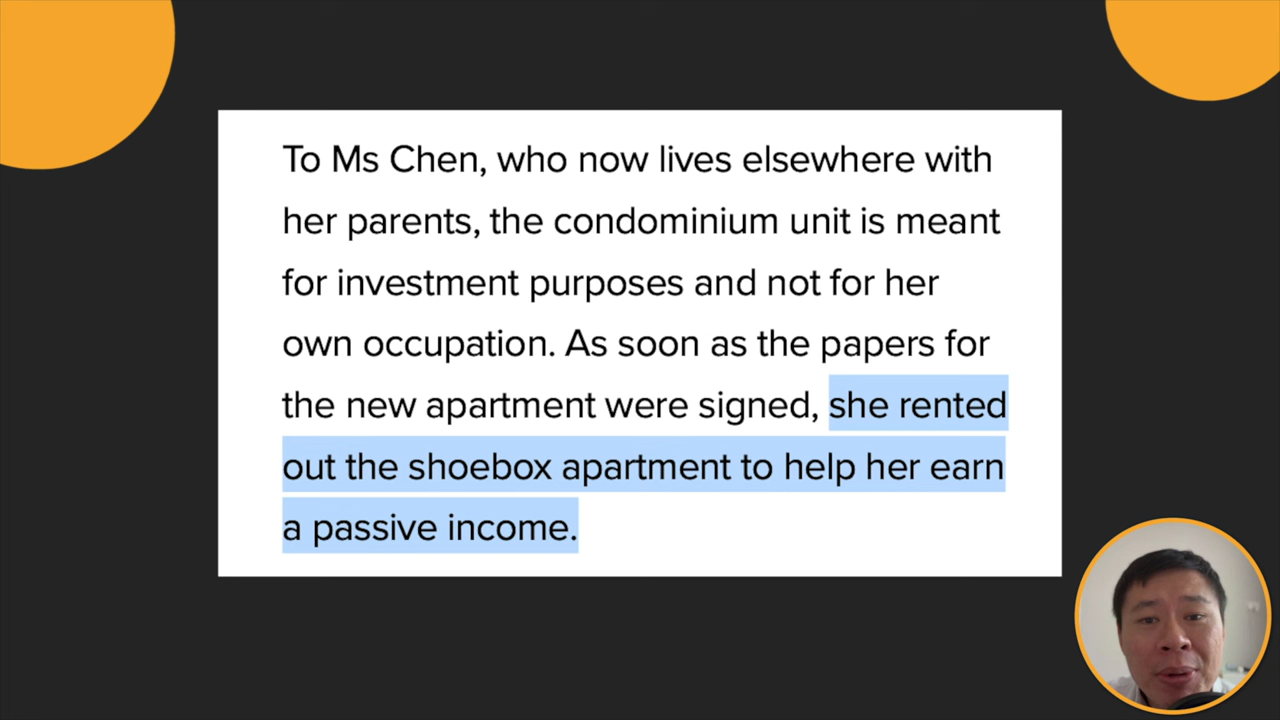 To Ms Chen, who now lives elsewhere with
her parents, the condominium unit is meant
for investment purposes and not for her
own occupation. As soon as the papers for
the new apartment were signed, she rented
out the shoebox apartment to help her earn
a passive income.